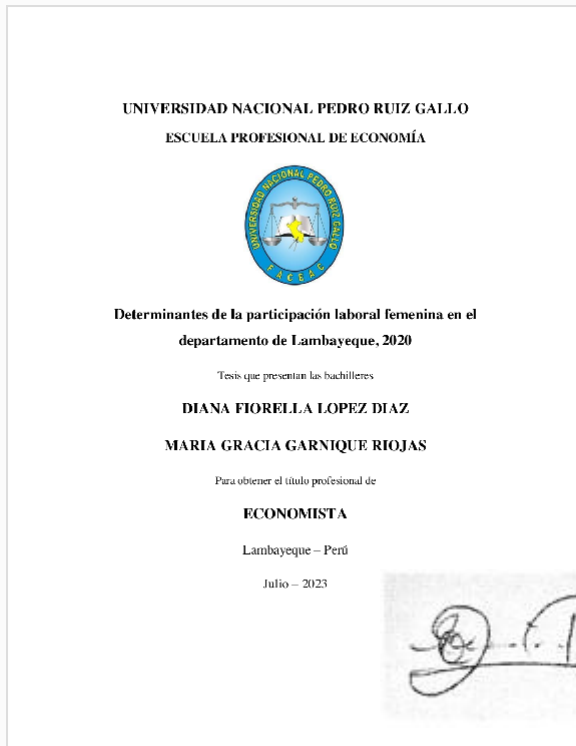 UNIVERSIDAD NACIONAL PEDRO RUIZ GALLO
ESCUELA PROFESIONAL DE ECONOMÍA
UNIVERSIDAD NACIONAL PEDRO RUIZ GALLO
FACEAC
Determinantes de la participación laboral femenina en el
departamento de Lambayeque, 2020
Tesis que presentan las bachilleres
DIANA FIORELLA LOPEZ DIAZ
MARIA GRACIA GARNIQUE RIOJAS
Para obtener el título profesional de
ECONOMISTA
Lambayeque – Perú
Julio – 2023